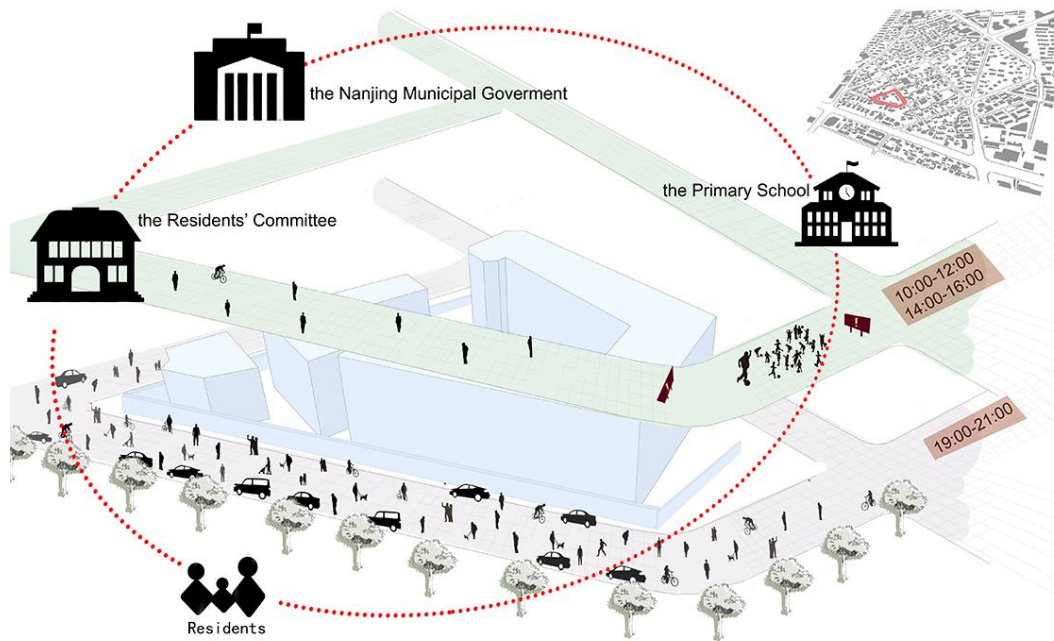 the Nanjing Municipal Goverment
the Primary School
the Residents' Committee
10:00-12:00
14:00-16:00
19:00-21:00
Residents